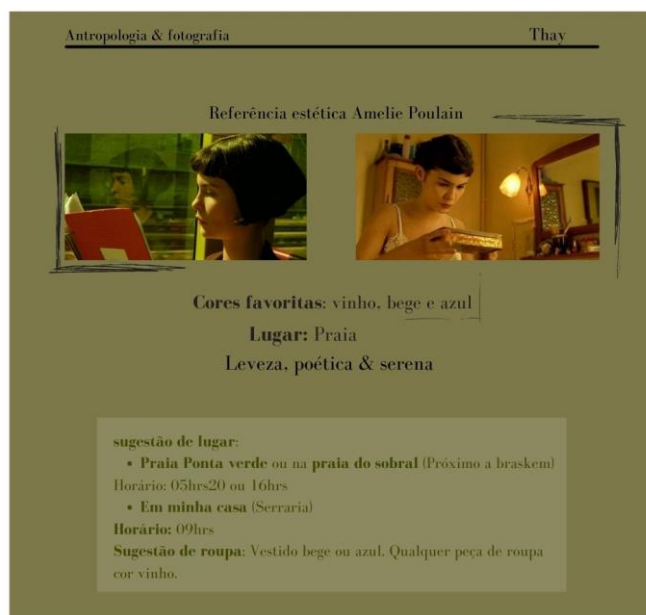 Antropologia & fotografia
Thay
Referência estética Amelie Poulain
Cores favoritas: vinho, bege e azul
Lugar: Praia
Leveza, poética & serena
sugestão de lugar:
• Praia Ponta verde ou na praia do sobral (Próximo a braskem)
Horário: 05hrs20 ou 16hrs
• Em minha casa (Serraria)
Horário: 09hrs
Sugestão de roupa: Vestido bege ou azul. Qualquer peça de roupa
cor vinho.